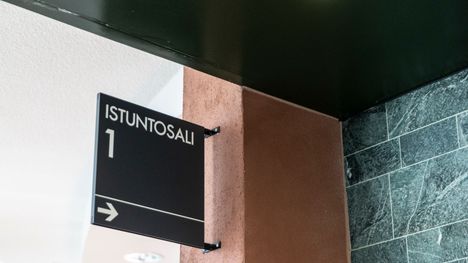 ISTUNTOSALI
1
→